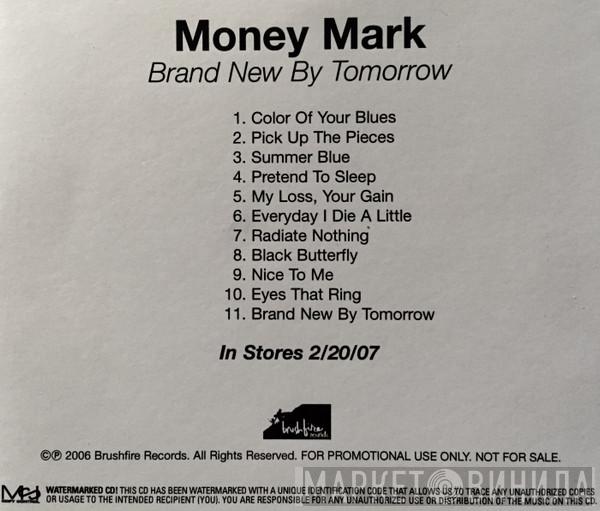 Money Mark
Brand New By Tomorrow
1. Color Of Your Blues
2. Pick Up The Pieces
3. Summer Blue
4. Pretend To Sleep
5. My Loss, Your Gain
6. Everyday I Die A Little
7. Radiate Nothing
8. Black Butterfly
9. Nice To Me
10. Eyes That Ring
11. Brand New By Tomorrow
In Stores 2/20/07
brushfire
records
©℗ 2006 Brushfire Records. All Rights Reserved. FOR PROMOTIONAL USE ONLY. NOT FOR SALE.
МАРКЕТ ВИНИЛА
WATERMARKED CD! THIS CD HAS BEEN WATERMARKED WITH A UNIQUE IDENTIFICATION CODE THAT ALLOWS US TO TRACE ANY UNAUTHORIZED COPIES
OR USAGE TO THE INTENDED RECIPIENT (YOU). YOU ARE RESPONSIBLE FOR ANY UNAUTHORIZED USE OR DISTRIBUTION OF THE MUSIC ON THIS CD.